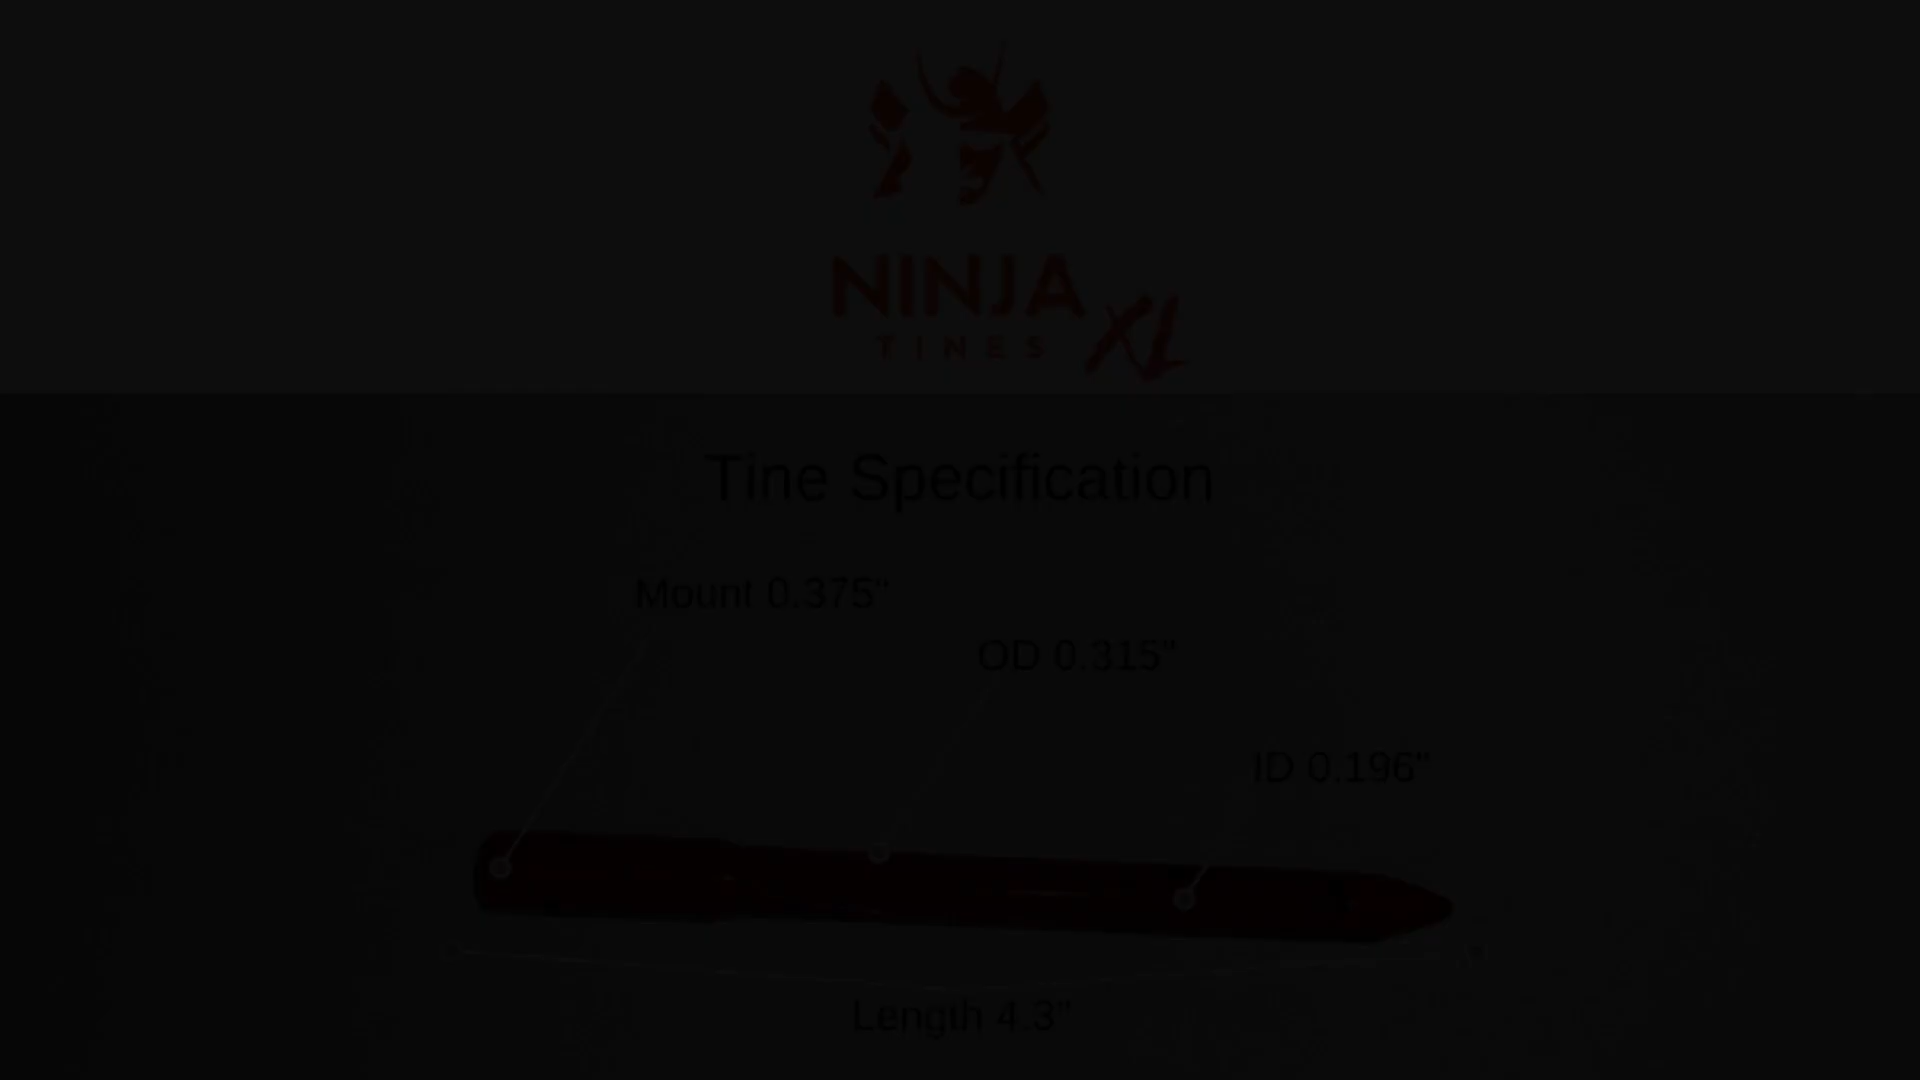 NINJA
TINES XL
Tine Specification
Mount 0.375"
OD 0.315"
ID 0.196"
Length 4.3"